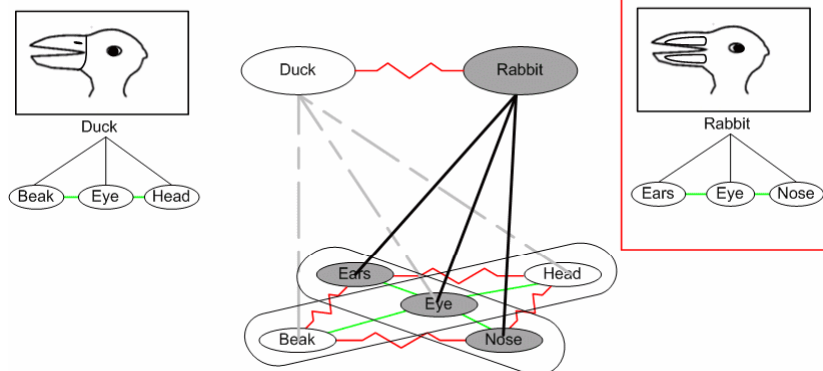 Duck
Beak Eye Head
Duck Rabbit
Ears Head
Eye
Beak Nose
Rabbit
Ears Eye Nose